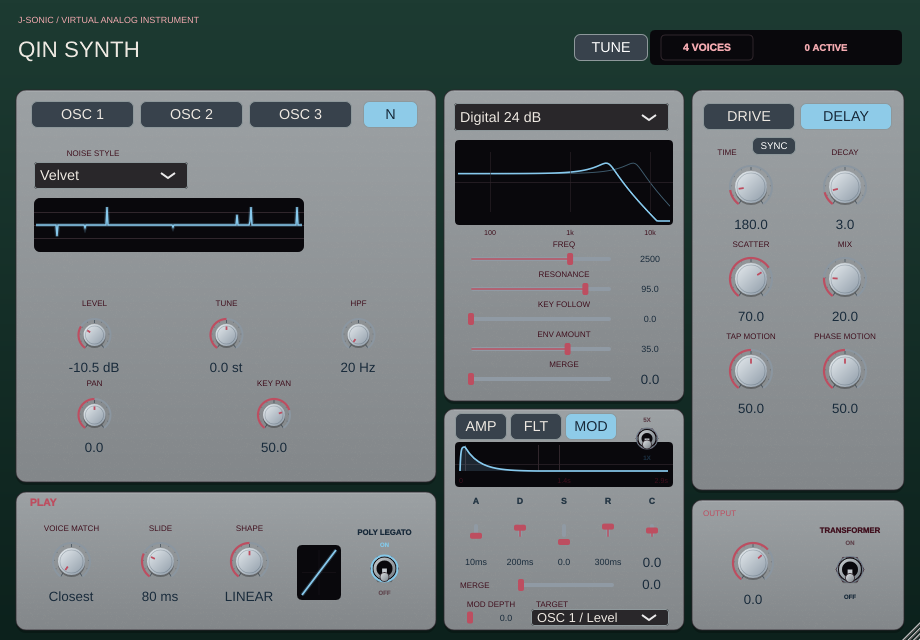 J-SONIC / VIRTUAL ANALOG INSTRUMENT
QIN SYNTH
TUNE
4 VOICES
0 ACTIVE
OSC 1
OSC 2
OSC 3
N
NOISE STYLE
Velvet
LEVEL
TUNE
HPF
-10.5 dB
0.0 st
20 Hz
PAN
KEY PAN
0.0
50.0
PLAY
VOICE MATCH
SLIDE
SHAPE
POLY LEGATO
ON
OFF
Closest
80 ms
LINEAR
Digital 24 dB
100
1k
10k
FREQ
2500
RESONANCE
95.0
KEY FOLLOW
0.0
ENV AMOUNT
35.0
MERGE
0.0
AMP
FLT
MOD
5X
1X
A
D
S
R
C
10ms
200ms
0.0
300ms
0.0
MERGE
0.0
MOD DEPTH
TARGET
0.0
OSC 1 / Level
DRIVE
DELAY
TIME
SYNC
DECAY
180.0
3.0
SCATTER
MIX
70.0
20.0
TAP MOTION
PHASE MOTION
50.0
50.0
OUTPUT
TRANSFORMER
ON
OFF
0.0